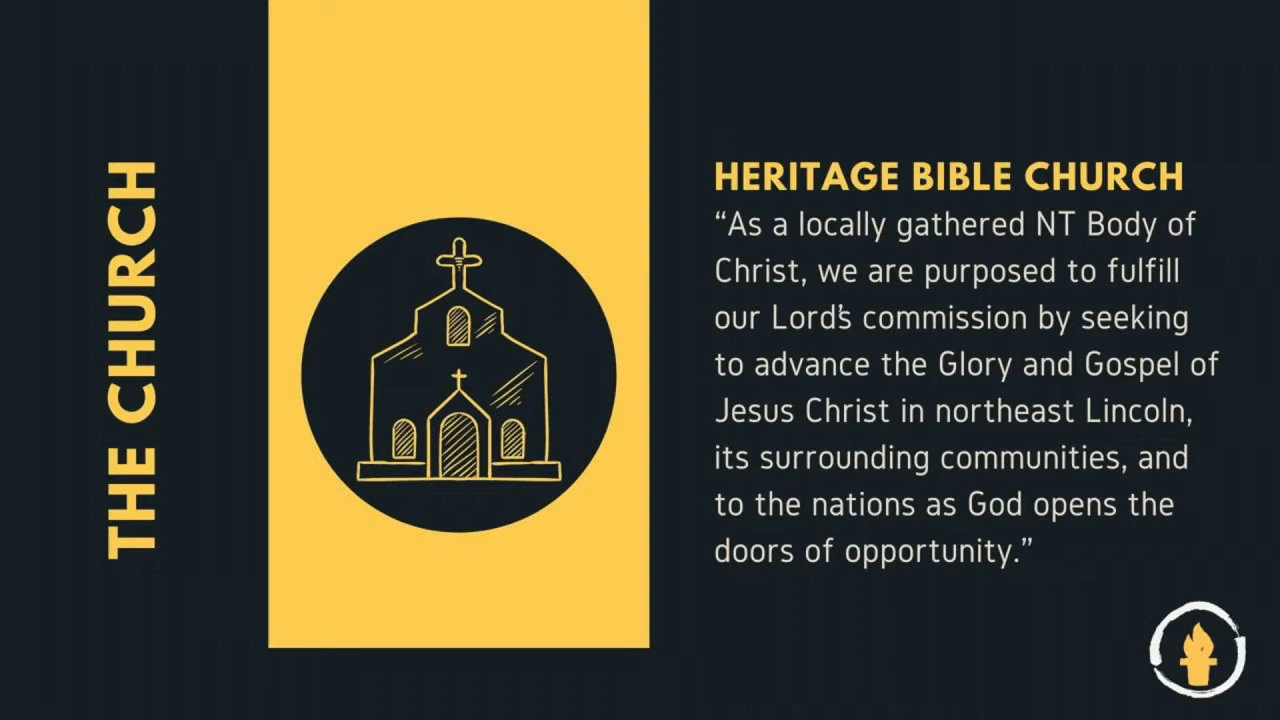 THE CHURCH
HERITAGE BIBLE CHURCH
“As a locally gathered NT Body of
Christ, we are purposed to fulfill
our Lord's commission by seeking
to advance the Glory and Gospel of
Jesus Christ in northeast Lincoln,
its surrounding communities, and
to the nations as God opens the
doors of opportunity.”